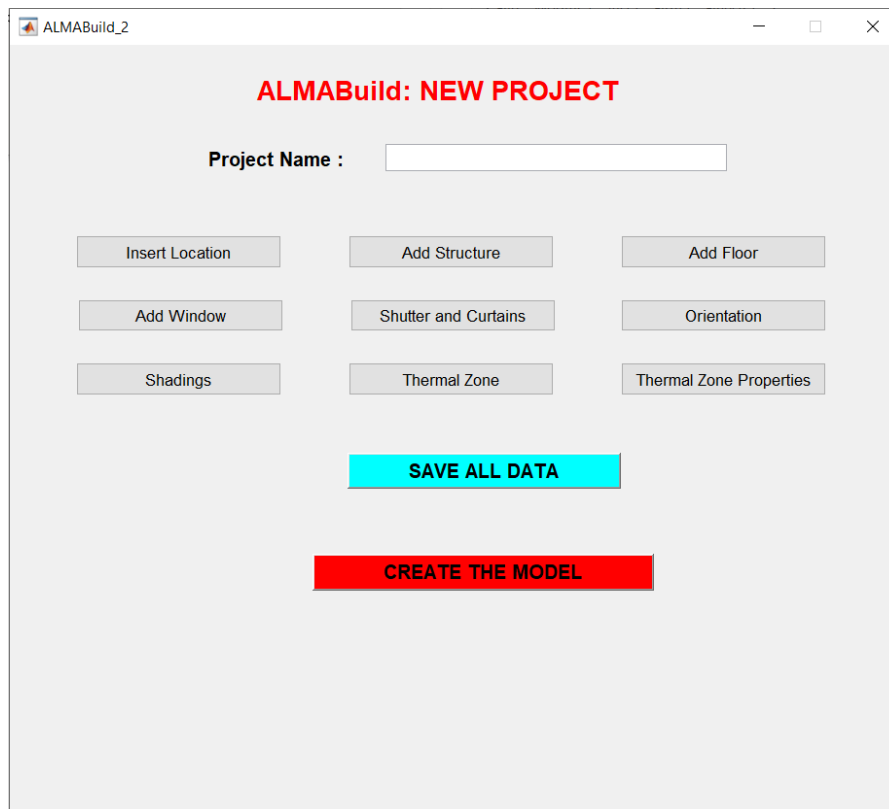 ALMABuild_2
ALMABuild: NEW PROJECT
Project Name :
Insert Location
Add Structure
Add Floor
Add Window
Shutter and Curtains
Orientation
Shadings
Thermal Zone
Thermal Zone Properties
SAVE ALL DATA
CREATE THE MODEL